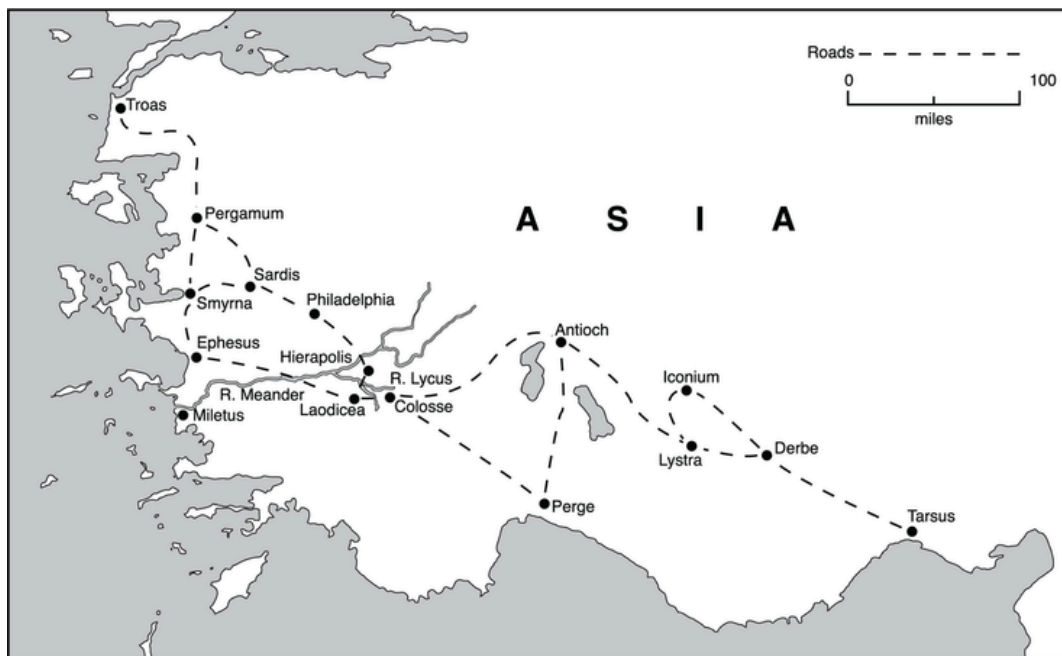 Roads
0 100
miles
Troas
A S I A
Pergamum
Sardis
Smyrna
Philadelphia
Antioch
Ephesus
Hierapolis
R. Lycus
Iconium
R. Meander
Laodicea
Colosse
Miletus
Derbe
Lystra
Perge
Tarsus